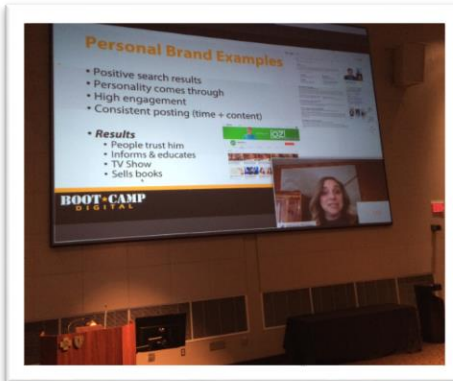 Personal Brand Examples
• Positive search results
• Personality comes through
• High engagement
• Consistent posting (time + content)
• Results
• People trust him
• Informs & educates
• TV Show
• Sells books
BOOT★CAMP
DIGITAL